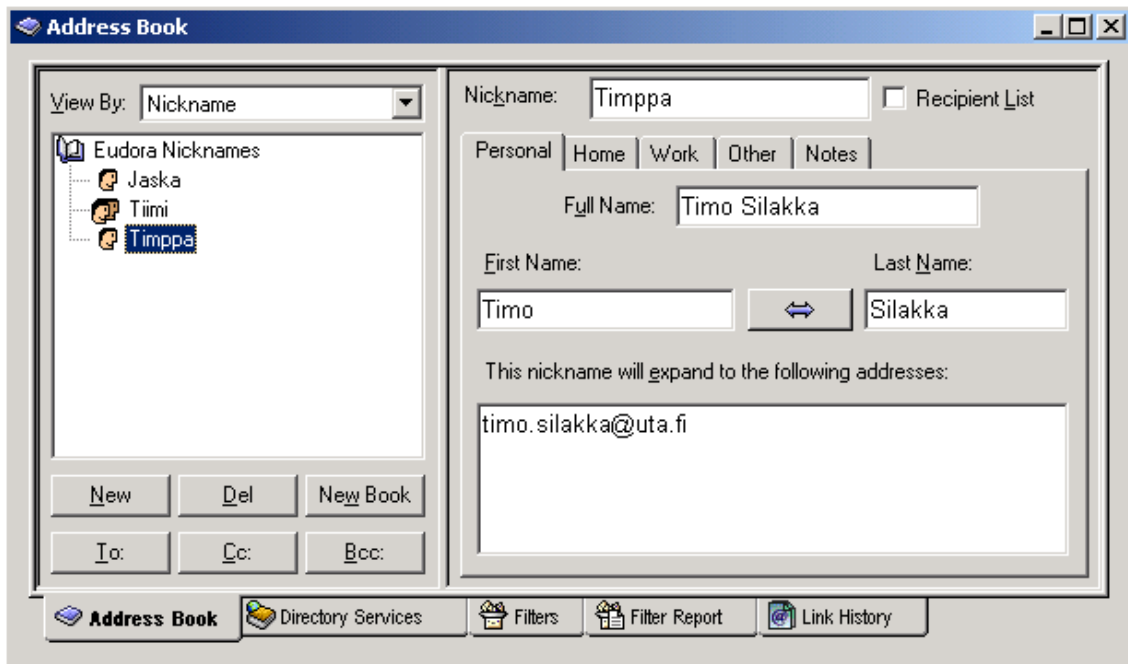 Address Book
View By: Nickname
Eudora Nicknames
Jaska
Tiimi
Timppa
New Del New Book
To: Cc: Bcc:
Nickname: Timppa Recipient List
Personal Home Work Other Notes
Full Name: Timo Silakka
First Name: Last Name:
Timo Silakka
This nickname will expand to the following addresses:
timo.silakka@uta.fi
Address Book Directory Services Filters Filter Report Link History